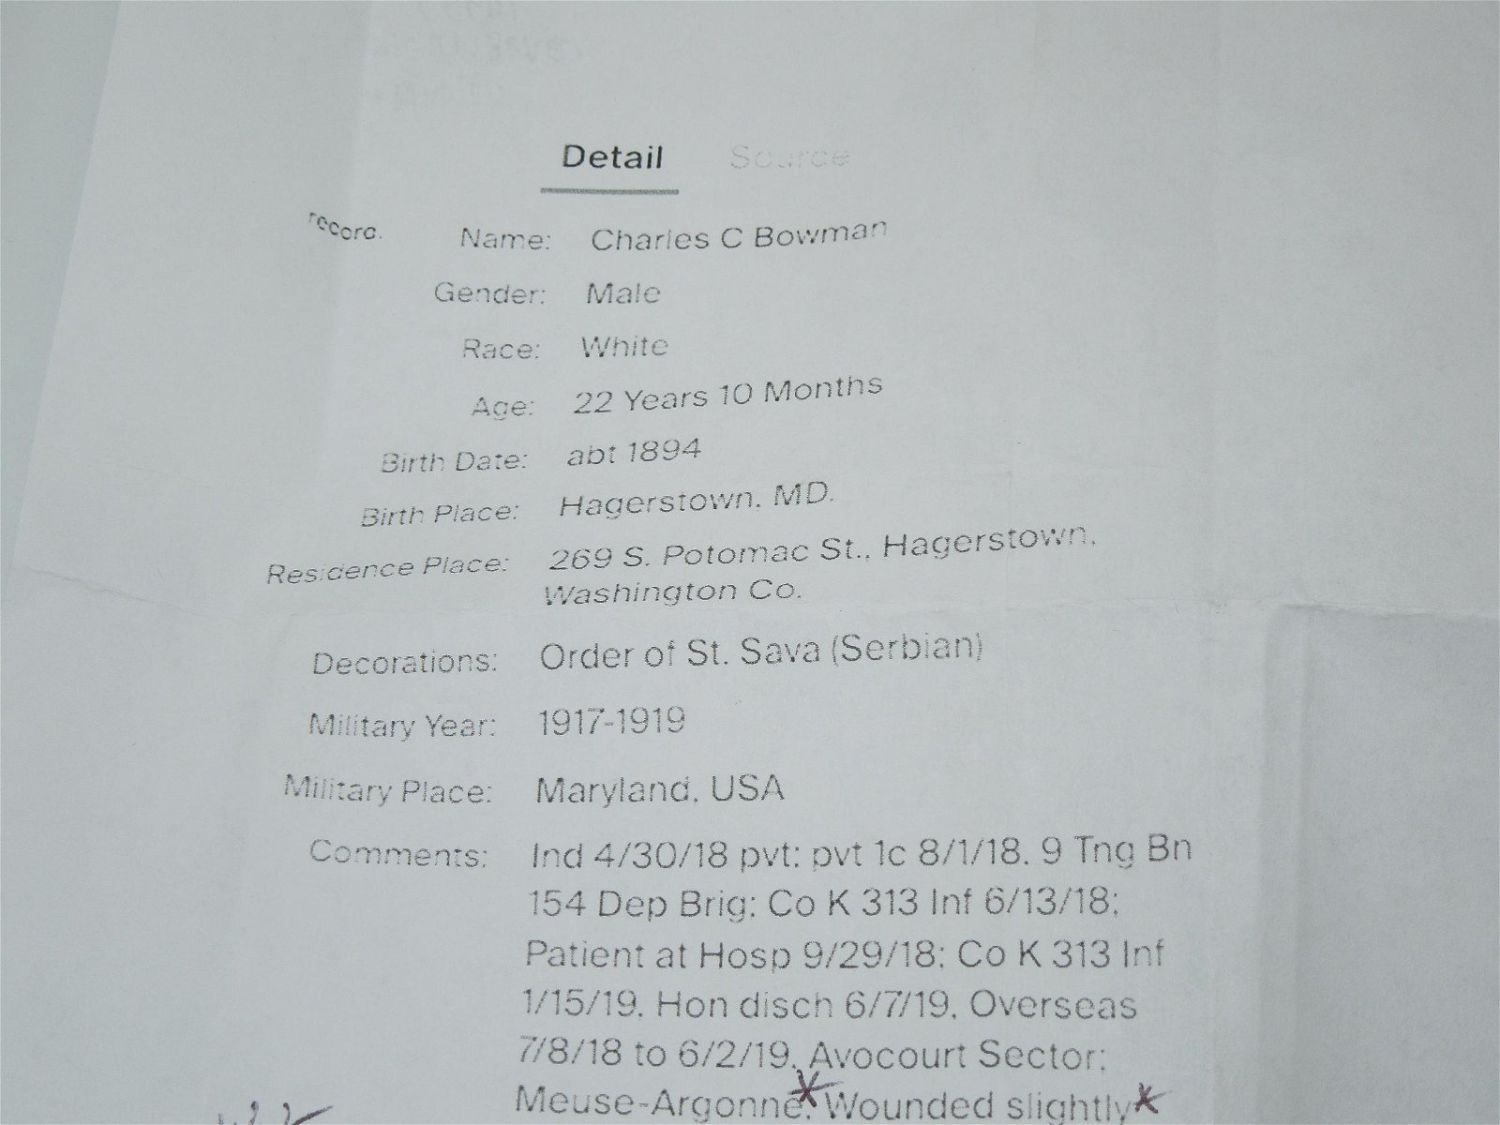 Detail Source
record.
Name: Charles C Bowman
Gender: Male
Race: White
Age: 22 Years 10 Months
Birth Date: abt 1894
Birth Place: Hagerstown, MD.
Residence Place: 269 S. Potomac St., Hagerstown,
Washington Co.
Decorations: Order of St. Sava (Serbian)
Military Year: 1917-1919
Military Place: Maryland, USA
Comments: Ind 4/30/18 pvt; pvt 1c 8/1/18, 9 Tng Bn
154 Dep Brig; Co K 313 Inf 6/13/18;
Patient at Hosp 9/29/18; Co K 313 Inf
1/15/19, Hon disch 6/7/19, Overseas
7/8/18 to 6/2/19, Avocourt Sector;
Meuse-Argonne. Wounded slightly